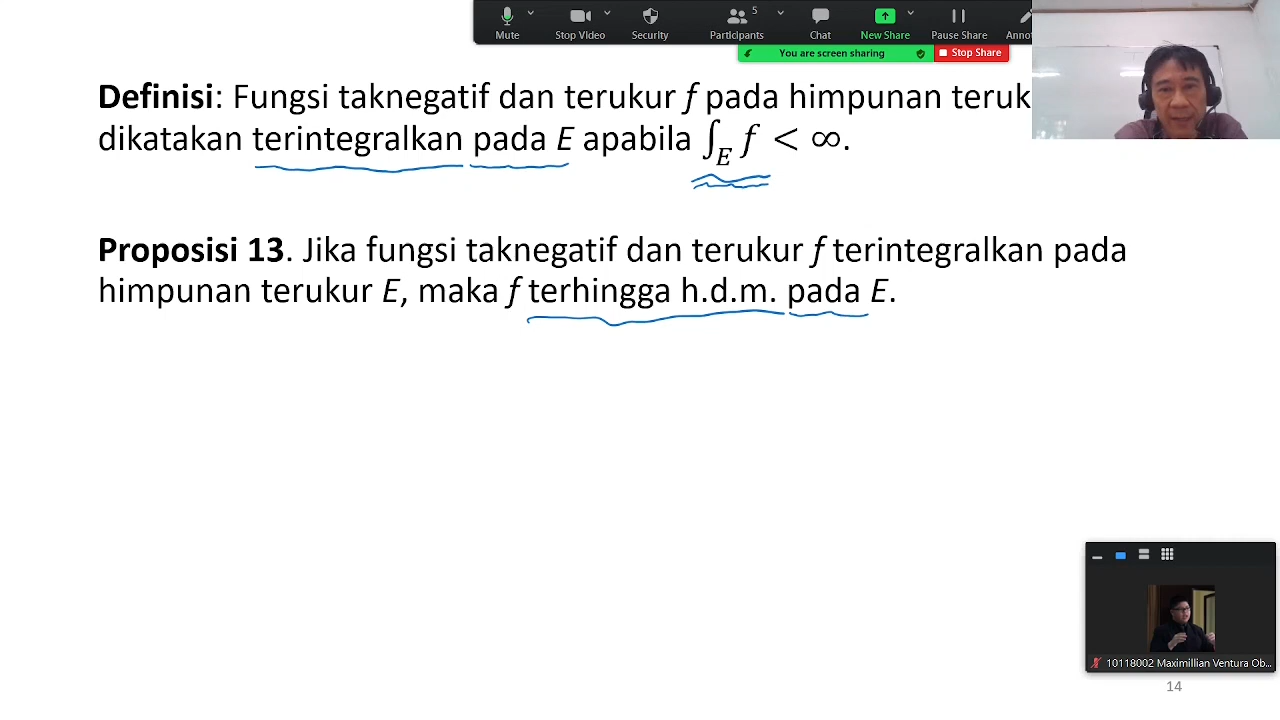 Mute
Stop Video
Security
5
Participants
Chat
New Share
Pause Share
You are screen sharing
Stop Share
Definisi: Fungsi taknegatif dan terukur f pada himpunan
dikatakan terintegralkan pada E apabila ∫_E f < ∞.
Proposisi 13. Jika fungsi taknegatif dan terukur f terintegralkan pada
himpunan terukur E, maka f terhingga h.d.m. pada E.
10118002 Maximillian Ventura Ob...
14